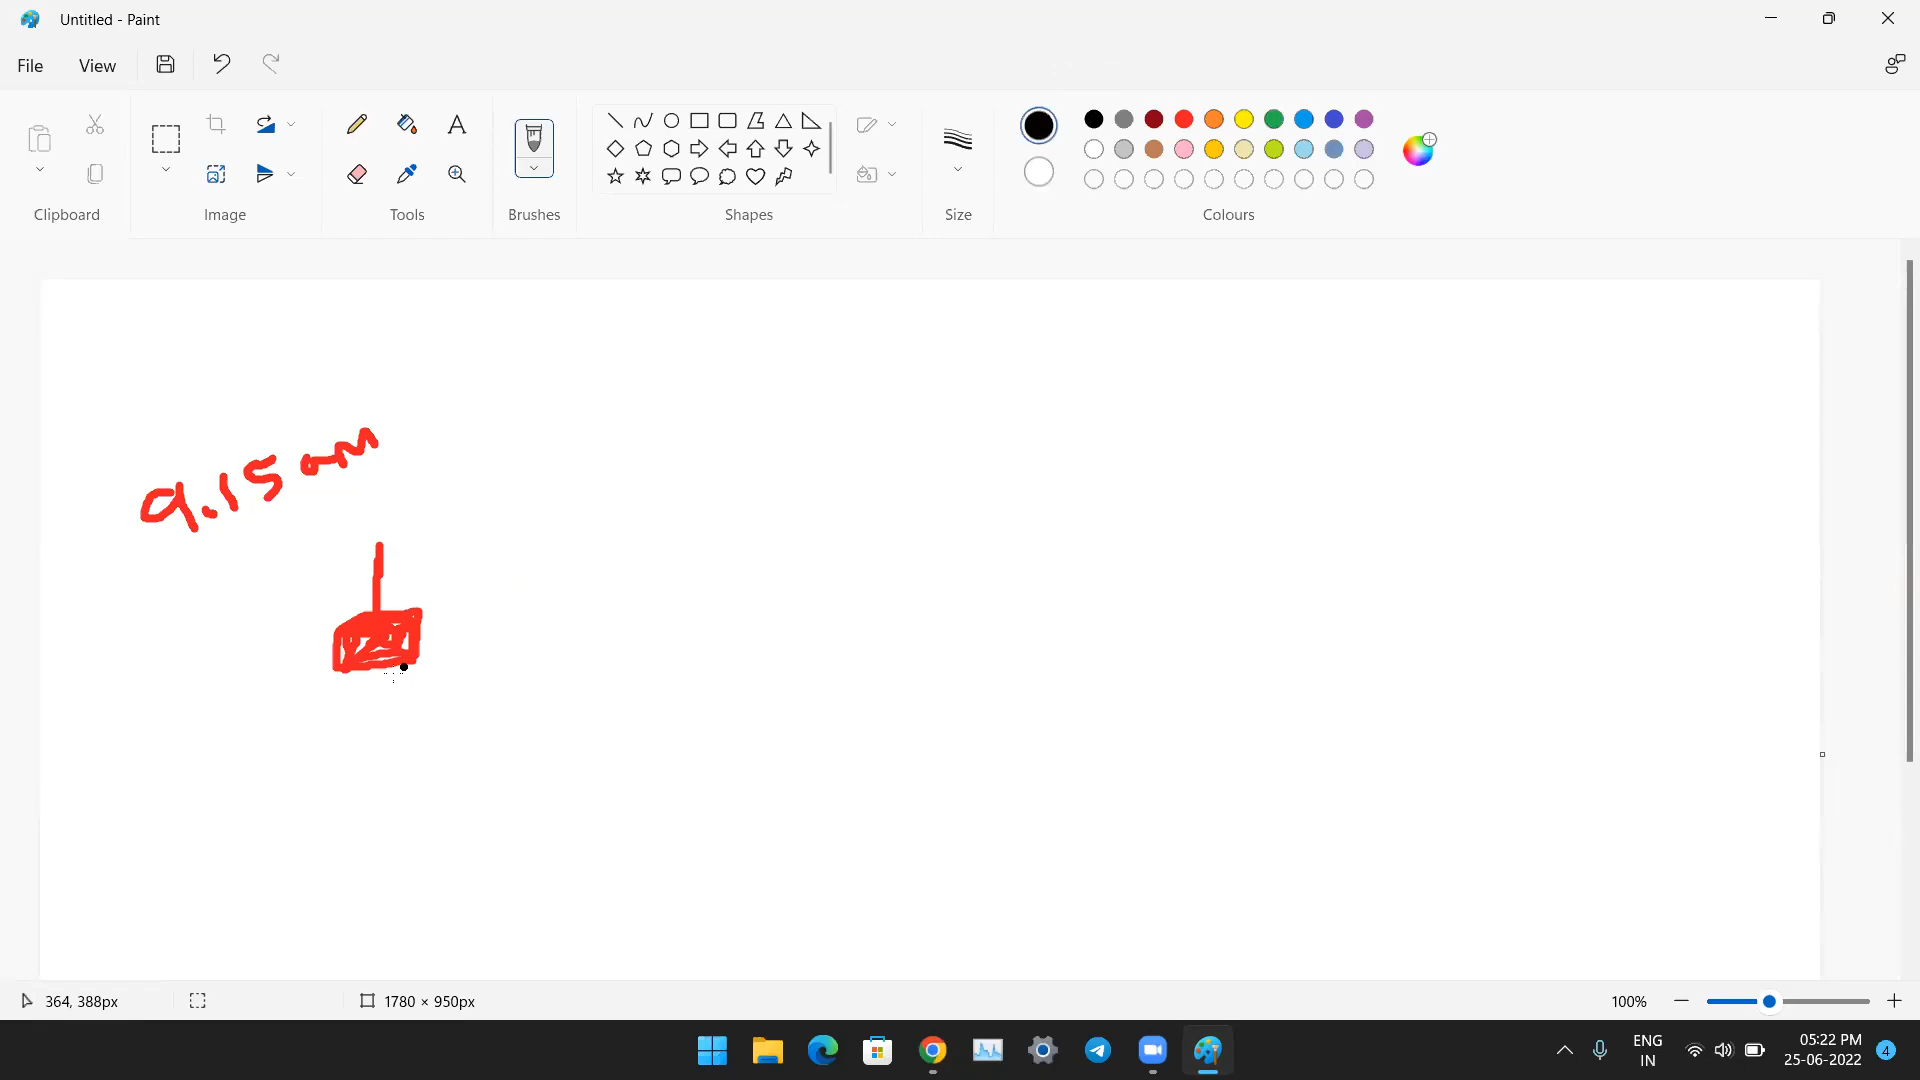 Untitled - Paint
File View
Clipboard Image Tools Brushes Shapes Size Colours
9.15 am
364, 388px 1780 × 950px 100%
ENG 05:22 PM
IN 25-06-2022 4